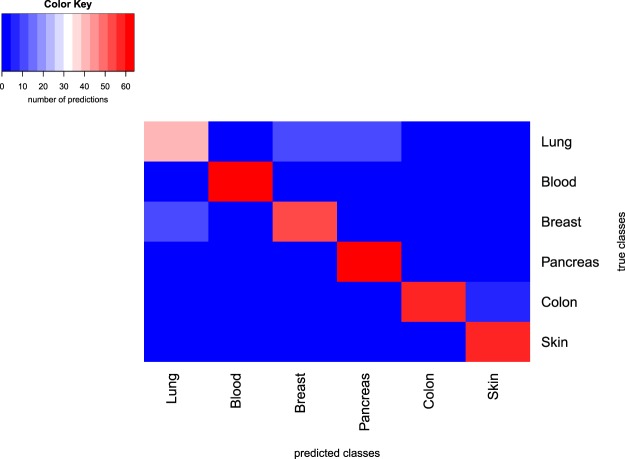 Color Key
0 10 20 30 40 50 60
number of predictions
Lung
Blood
Breast
Pancreas
Colon
Skin
true classes
Lung Blood Breast Pancreas Colon Skin
predicted classes